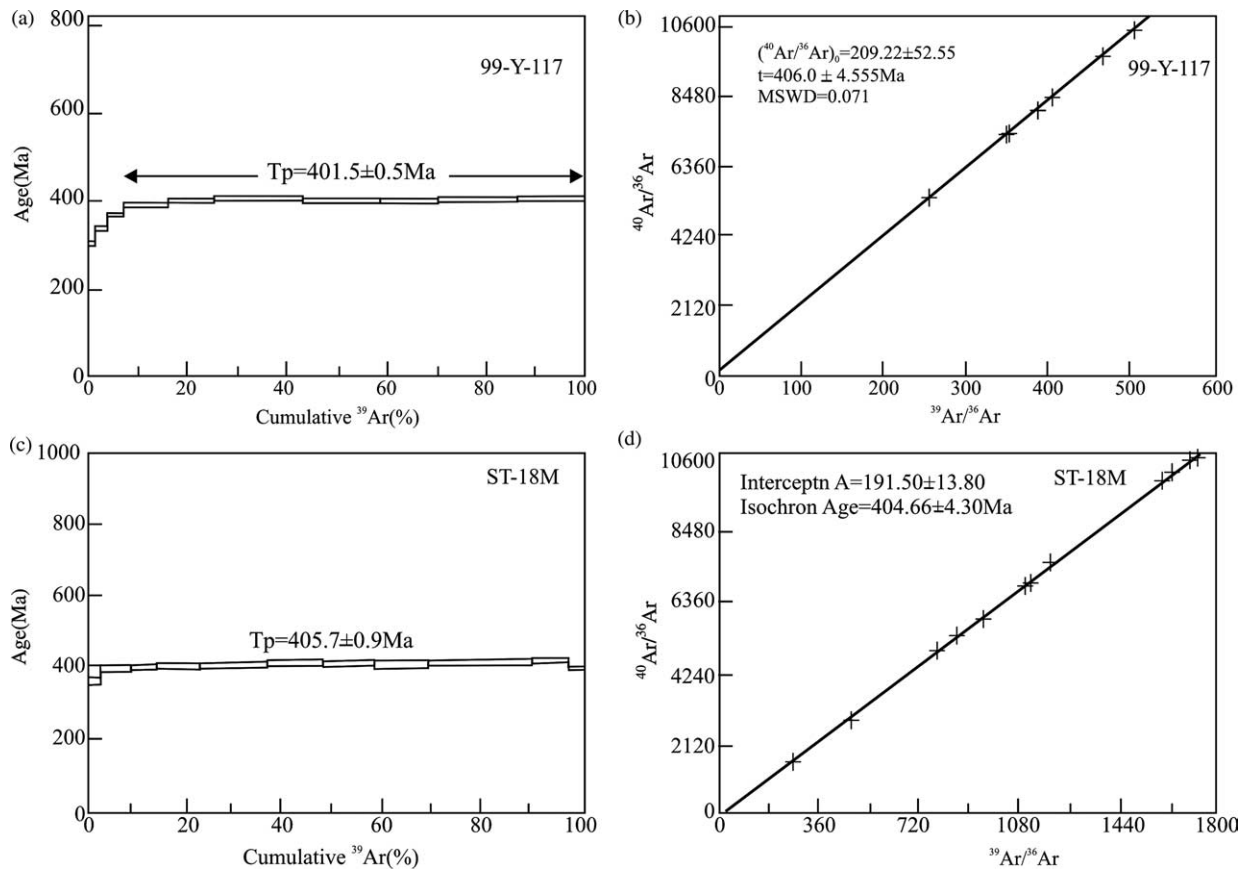 (a)
800
600
400
200
0
Age(Ma)
99-Y-117
Tp=401.5±0.5Ma
0 20 40 60 80 100
Cumulative ³⁹Ar(%)
(b)
10600
8480
6360
4240
2120
0
⁴⁰Ar/³⁶Ar
(⁴⁰Ar/³⁶Ar)₀=209.22±52.55
t=406.0 ± 4.555Ma
MSWD=0.071
99-Y-117
0 100 200 300 400 500 600
³⁹Ar/³⁶Ar
(c)
1000
800
600
400
200
0
Age(Ma)
ST-18M
Tp=405.7±0.9Ma
0 20 40 60 80 100
Cumulative ³⁹Ar(%)
(d)
10600
8480
6360
4240
2120
0
⁴⁰Ar/³⁶Ar
Interceptn A=191.50±13.80
Isochron Age=404.66±4.30Ma
ST-18M
0 360 720 1080 1440 1800
³⁹Ar/³⁶Ar